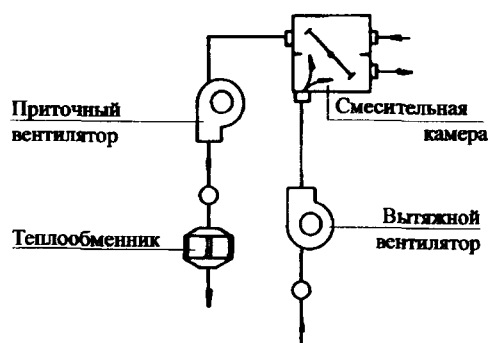 Приточный
вентилятор
Смесительная
камера
Теплообменник
Вытяжной
вентилятор